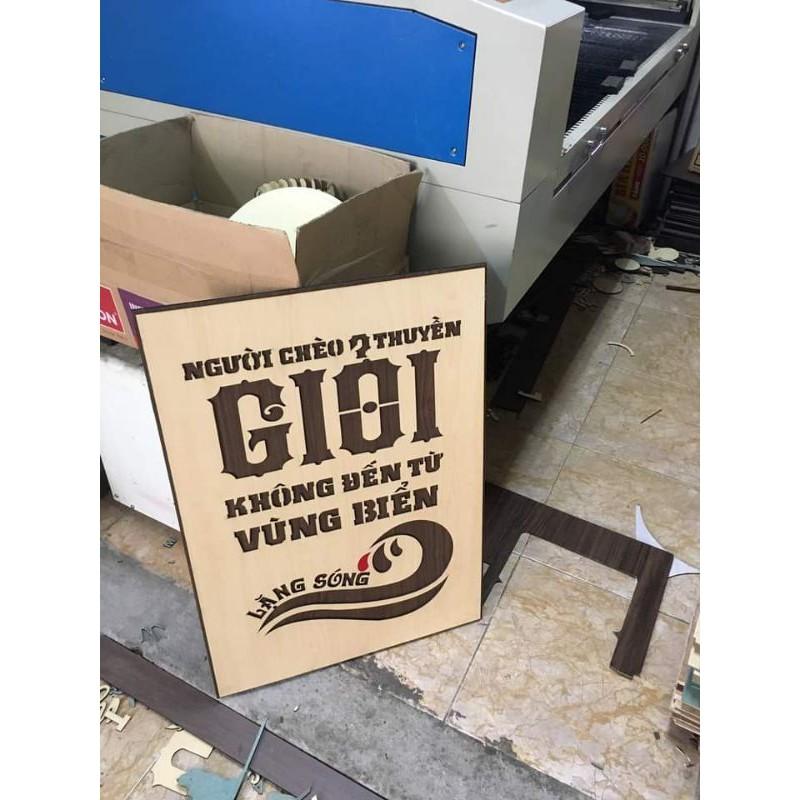 NGƯỜI CHÈO THUYỀN
GIỎI
KHÔNG ĐẾN TỪ
VÙNG BIỂN
LẶNG SÓNG